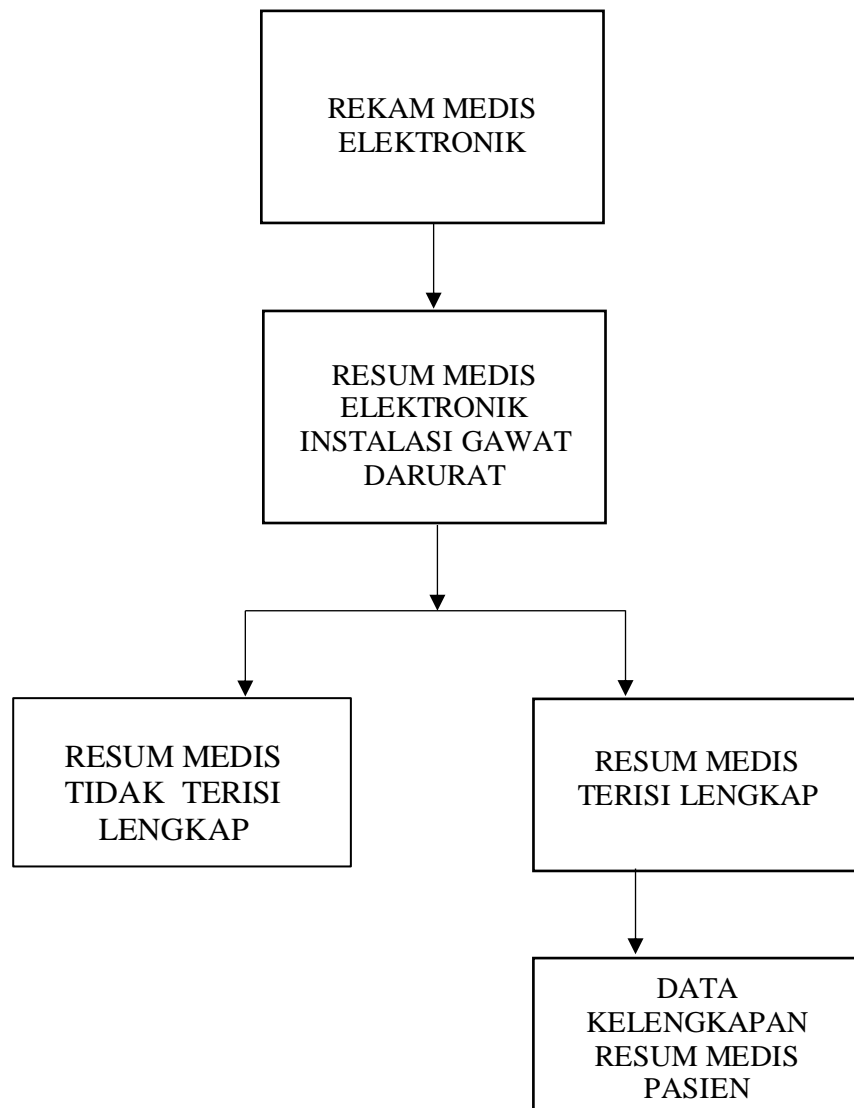 REKAM MEDIS
ELEKTRONIK
RESUM MEDIS
ELEKTRONIK
INSTALASI GAWAT
DARURAT
RESUM MEDIS
TIDAK TERISI
LENGKAP
RESUM MEDIS
TERISI LENGKAP
DATA
KELENGKAPAN
RESUM MEDIS
PASIEN